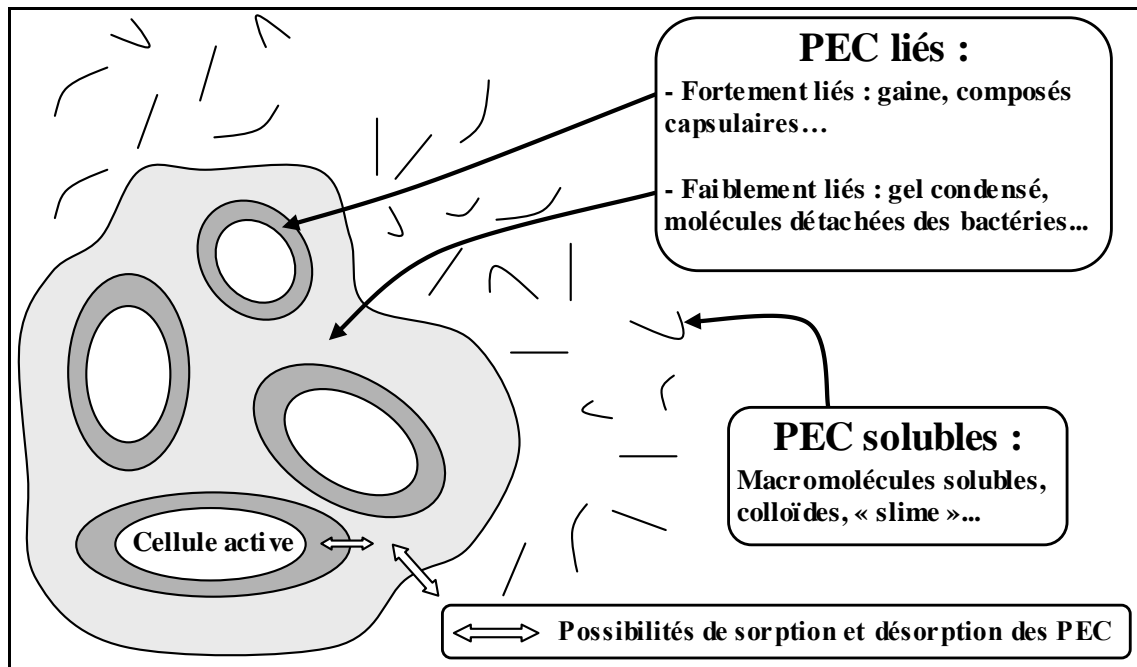 PEC liés :
- Fortement liés : gaine, composés
capsulaires…
- Faiblement liés : gel condensé,
molécules détachées des bactéries...
PEC solubles :
Macromolécules solubles,
colloïdes, « slime »...
Cellule active
Possibilités de sorption et désorption des PEC